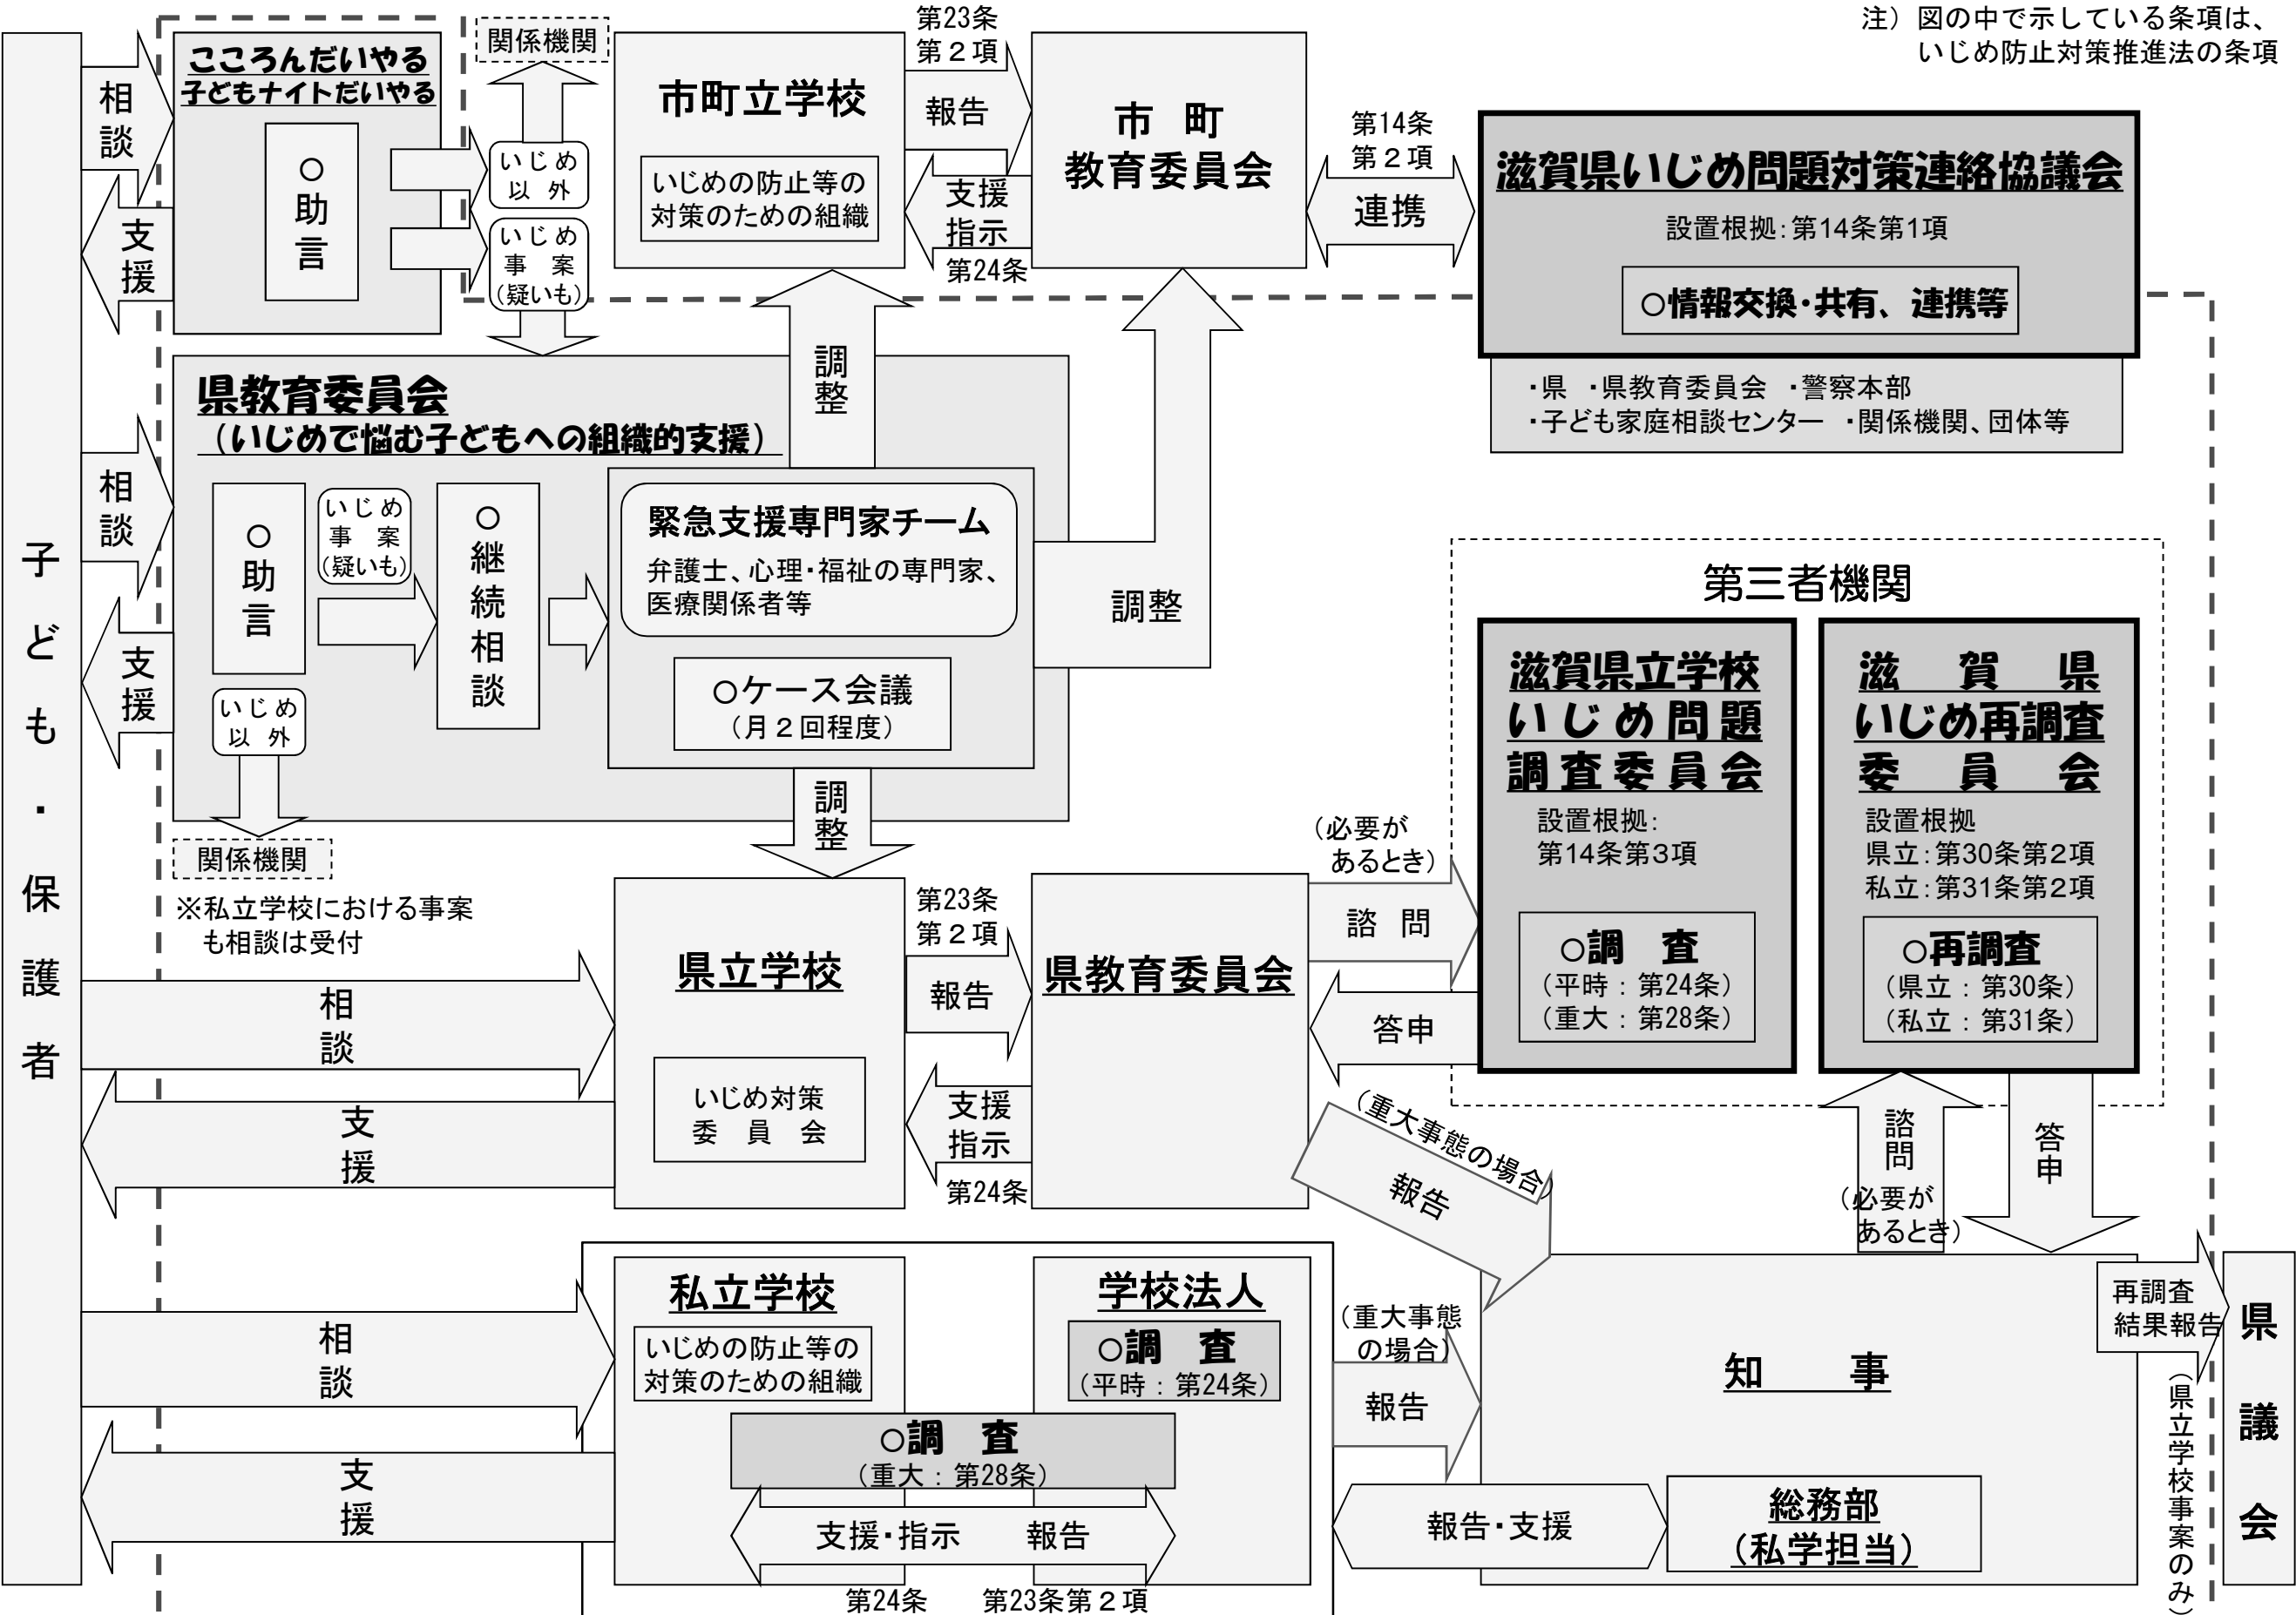 注）図の中で示している条項は、
いじめ防止対策推進法の条項
子ども・保護者
相談
支援
こころんだいやる
子どもナイトだいやる
○助言
関係機関
いじめ
以　外
いじめ
事　案
(疑いも)
市町立学校
いじめの防止等の
対策のための組織
第23条
第２項
報告
支援
指示
第24条
市　町
教育委員会
第14条
第２項
連携
滋賀県いじめ問題対策連絡協議会
設置根拠：第14条第1項
○情報交換・共有、連携等
・県　・県教育委員会　・警察本部
・子ども家庭相談センター　・関係機関、団体等
相談
支援
県教育委員会
（いじめで悩む子どもへの組織的支援）
○助言
いじめ
事　案
(疑いも)
○継続相談
いじめ
以　外
関係機関
緊急支援専門家チーム
弁護士、心理・福祉の専門家、
医療関係者等
○ケース会議
（月２回程度）
調整
調整
調整
※私立学校における事案
も相談は受付
第三者機関
滋賀県立学校
いじめ問題
調査委員会
設置根拠：
第14条第３項
○調　査
（平時：第24条）
（重大：第28条）
滋　賀　県
いじめ再調査
委　員　会
設置根拠
県立：第30条第２項
私立：第31条第２項
○再調査
（県立：第30条）
（私立：第31条）
相談
支援
県立学校
いじめ対策
委　員　会
第23条
第２項
報告
支援
指示
第24条
県教育委員会
（必要が
あるとき）
諮　問
答申
（重大事態の場合）
報告
諮問
（必要が
あるとき）
答申
相談
支援
私立学校
いじめの防止等の
対策のための組織
学校法人
○調　査
（平時：第24条）
○調　査
（重大：第28条）
支援・指示　　報告
第24条　　第23条第２項
（重大事態
の場合）
報告
報告・支援
知　　事
総務部
（私学担当）
再調査
結果報告
（県立学校事案のみ）
県議会